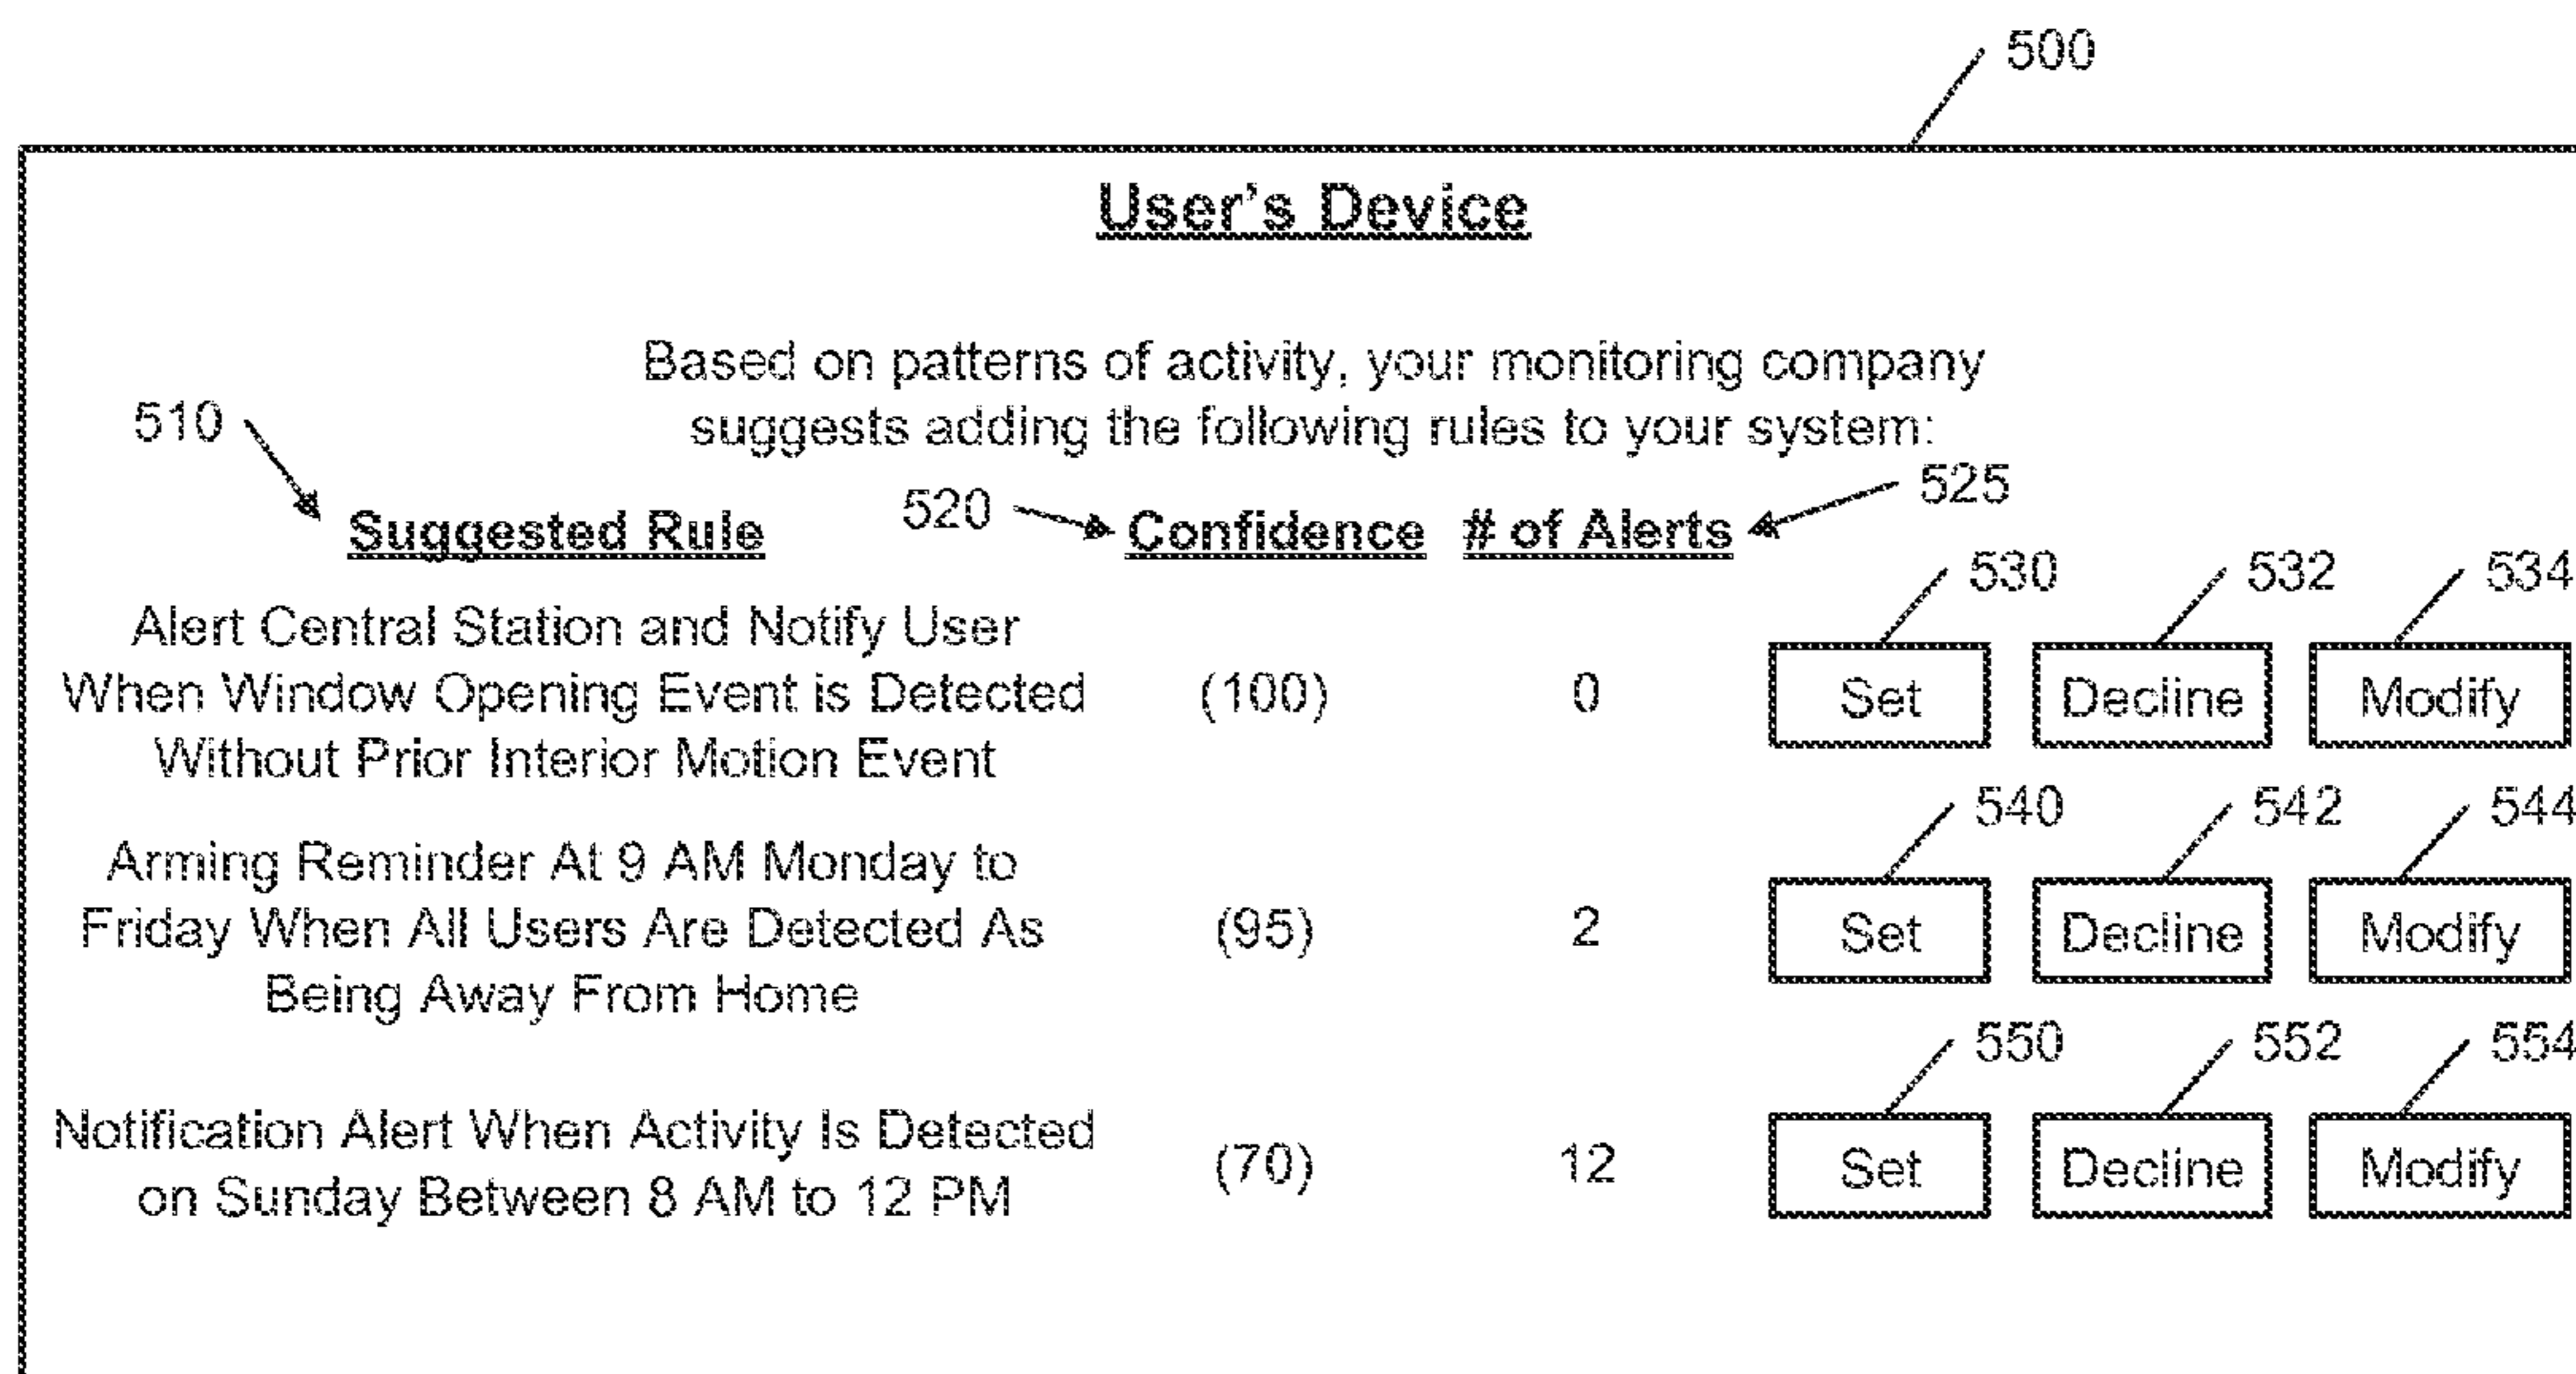 500
User's Device
Based on patterns of activity, your monitoring company
510
suggests adding the following rules to your system:
525
Suggested Rule 520 Confidence # of Alerts
530 532 534
Alert Central Station and Notify User
When Window Opening Event is Detected (100) 0 Set Decline Modify
Without Prior Interior Motion Event
540 542 544
Arming Reminder At 9 AM Monday to
Friday When All Users Are Detected As (95) 2 Set Decline Modify
Being Away From Home
550 552 554
Notification Alert When Activity Is Detected
(70) 12 Set Decline Modify
on Sunday Between 8 AM to 12 PM